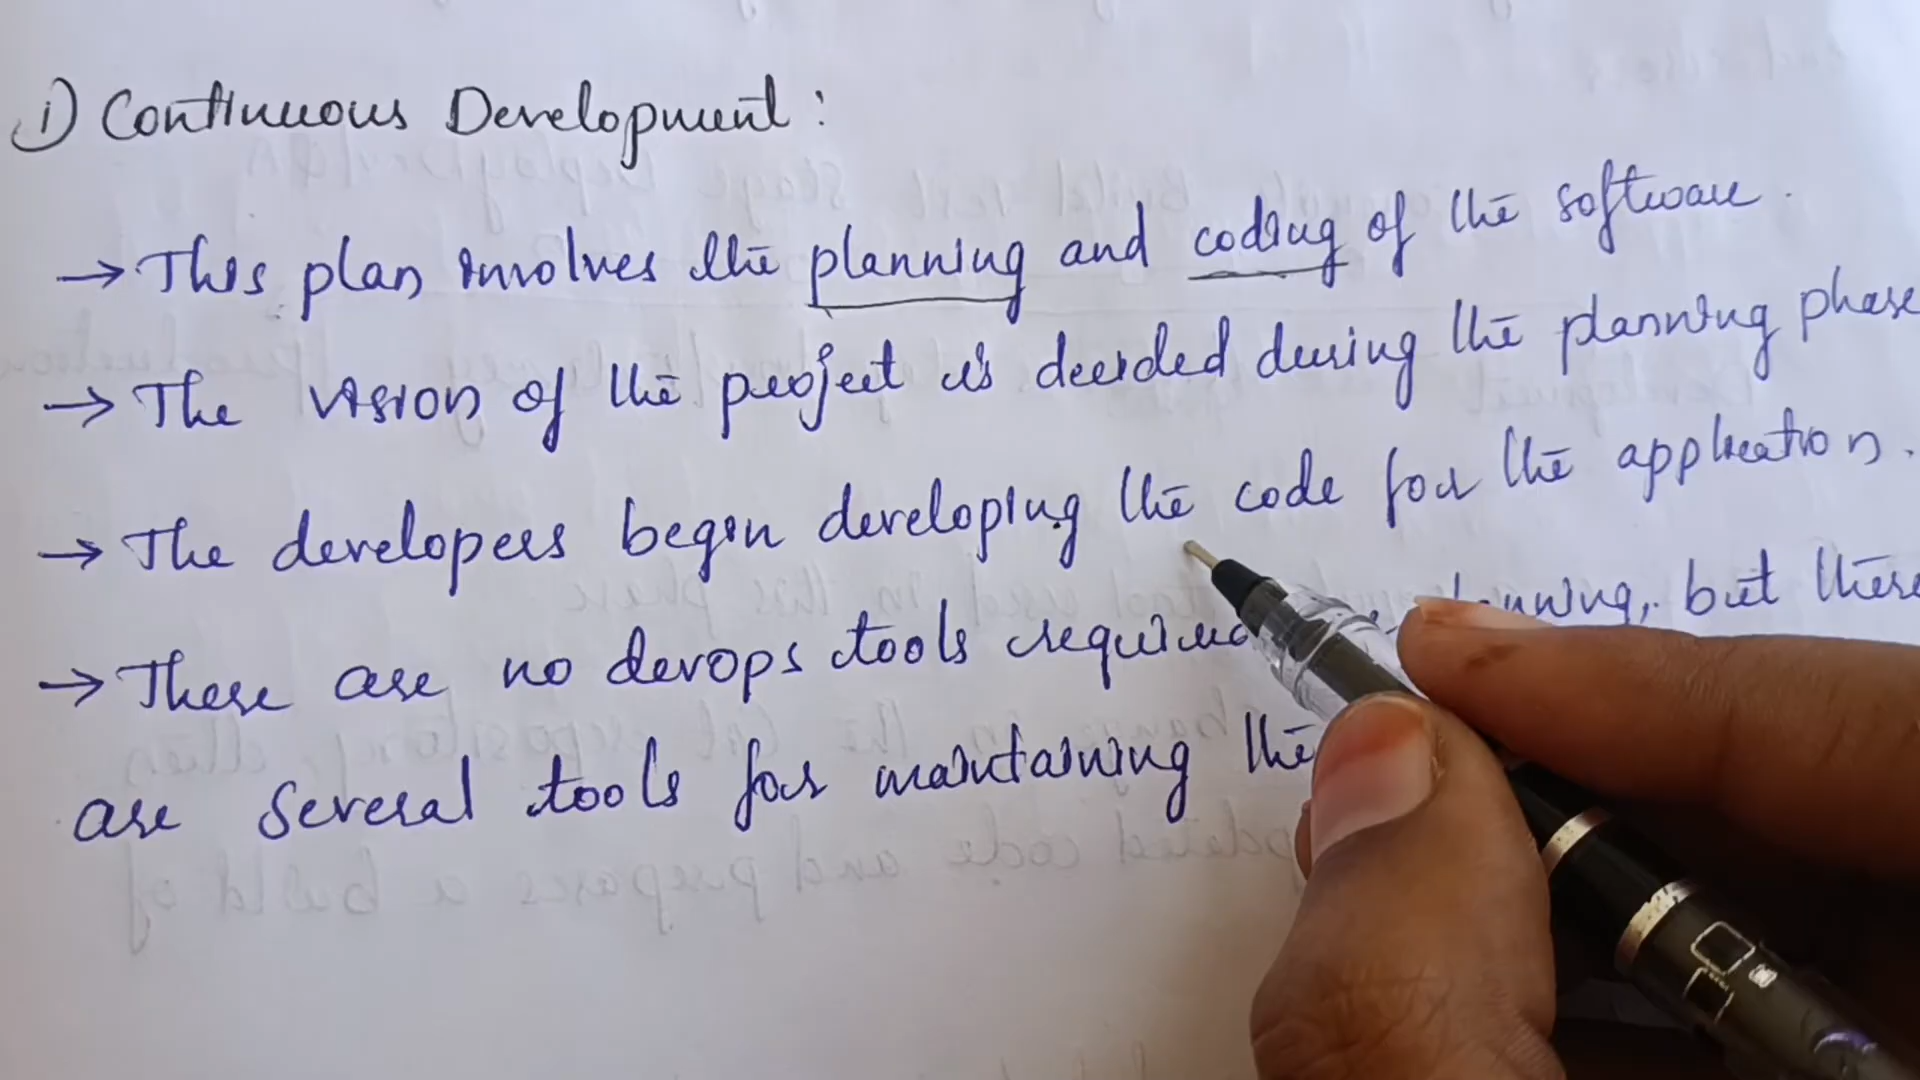 i) Continuous Development :
→ This plan involves the planning and coding of the software.
→ The vision of the project is decided during the planning phase
→ The developers begin developing the code for the application.
→ These are no devops tools required planning, but there
are several tools for maintaining the